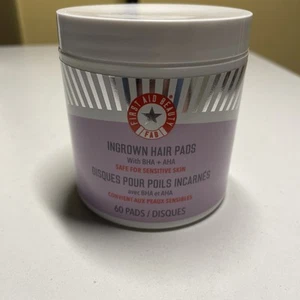 FIRST AID BEAUTY
FAB
INGROWN HAIR PADS
With BHA + AHA
SAFE FOR SENSITIVE SKIN
DISQUES POUR POILS INCARNÉS
avec BHA et AHA
CONVIENT AUX PEAUX SENSIBLES
60 PADS / DISQUES